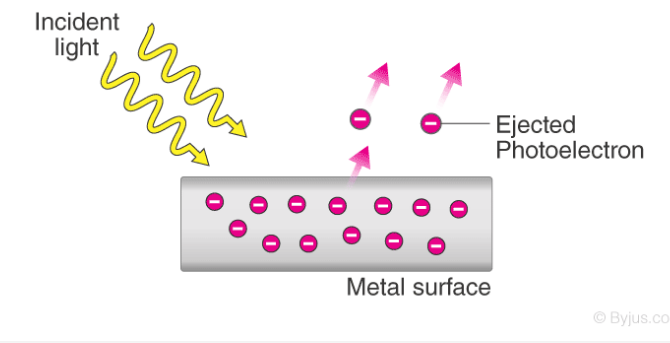 Incident
light
Ejected
Photoelectron
Metal surface
© Byjus.co